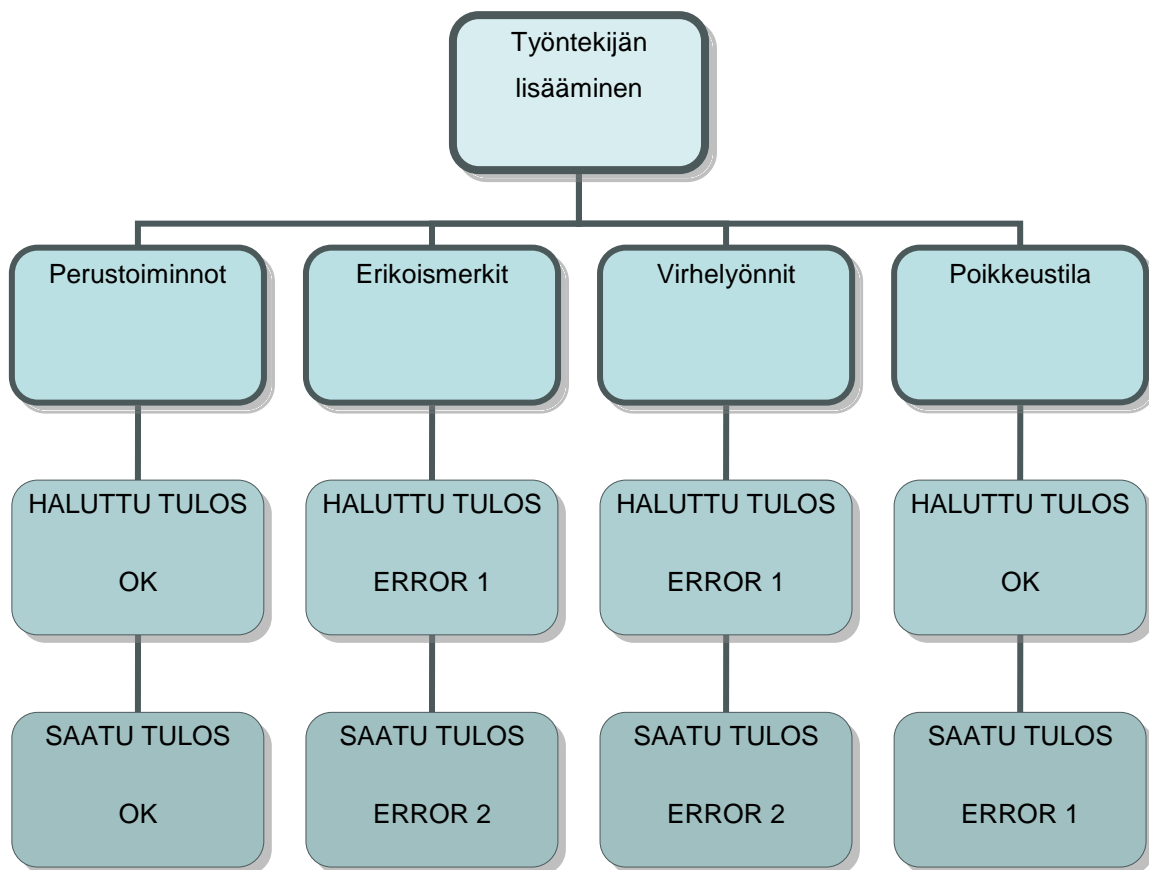 Työntekijän
lisääminen
Perustoiminnot
Erikoismerkit
Virhelyönnit
Poikkeustila
HALUTTU TULOS
OK
HALUTTU TULOS
ERROR 1
HALUTTU TULOS
ERROR 1
HALUTTU TULOS
OK
SAATU TULOS
OK
SAATU TULOS
ERROR 2
SAATU TULOS
ERROR 2
SAATU TULOS
ERROR 1